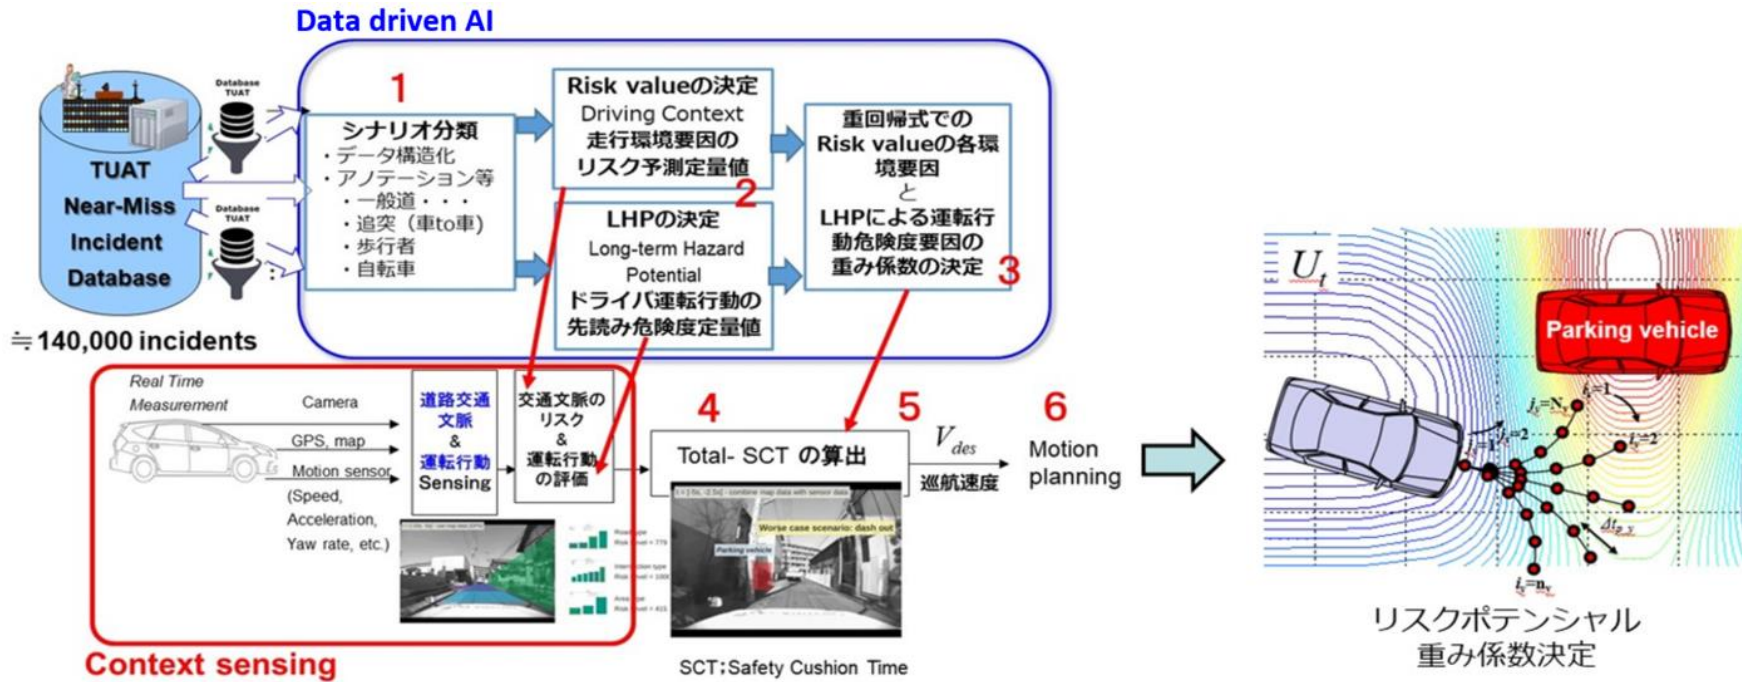 Data driven AI
Database
TUAT
TUAT
Near-Miss
Incident
Database
Database
TUAT
≒140,000 incidents
1
シナリオ分類
・データ構造化
・アノテーション等
・一般道・・・
・追突（車to車)
・歩行者
・自転車
Risk valueの決定
Driving Context
走行環境要因の
リスク予測定量値
2
LHPの決定
Long-term Hazard
Potential
ドライバ運転行動の
先読み危険度定量値
重回帰式での
Risk valueの各環
境要因
と
LHPによる運転行
動危険度要因の
重み係数の決定
3
Real Time
Measurement
Camera
GPS, map
Motion sensor
(Speed,
Acceleration,
Yaw rate, etc.)
道路交通
文脈
&
運転行動
Sensing
交通文脈の
リスク
&
運転行動
の評価
Context sensing
4
Total- SCT の算出
Worse case scenario: dash out
Parking vehicle
SCT;Safety Cushion Time
5
Vdes
巡航速度
6
Motion
planning
Ut
Parking vehicle
リスクポテンシャル
重み係数決定